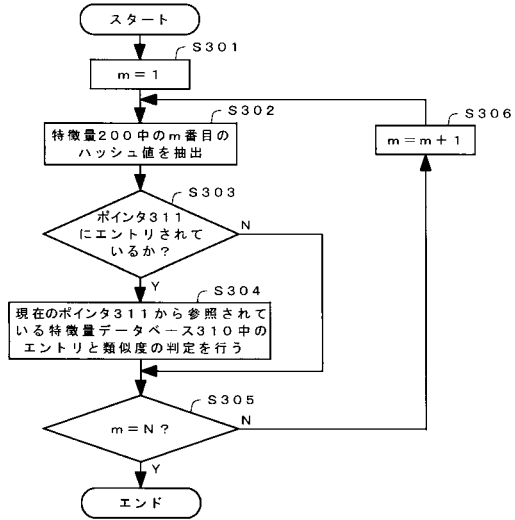 スタート
S301
m=1
S302
特徴量200中のm番目の
ハッシュ値を抽出
S306
m=m+1
S303
ポインタ311
にエントリされて
いるか?
N
Y
S304
現在のポインタ311から参照されて
いる特徴量データベース310中の
エントリと類似度の判定を行う
S305
m=N?
N
Y
エンド